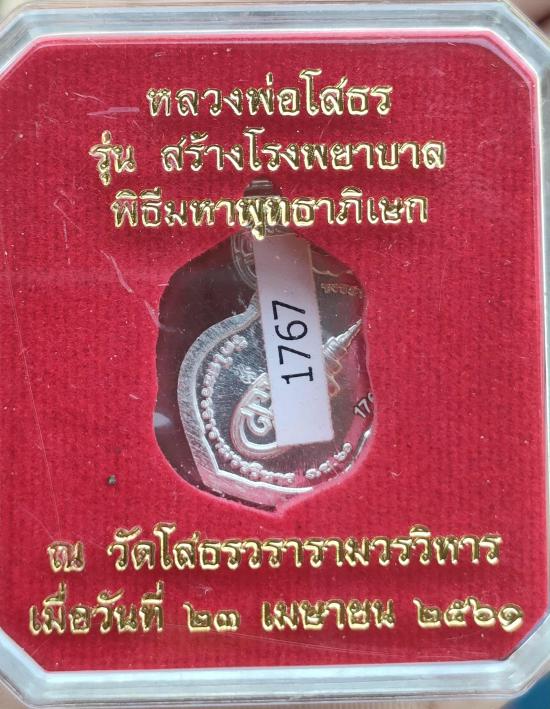 หลวงพ่อโสธร
รุ่น สร้างโรงพยาบาล
พิธีมหาพุทธาภิเษก
1767
ณ วัดโสธรวรารามวรวิหาร
เมื่อวันที่ ๒๓ เมษายน ๒๕๖๑